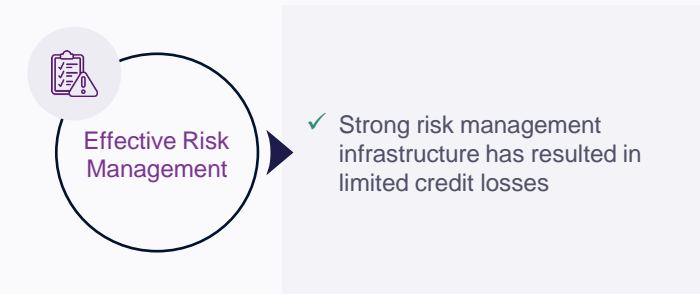 Effective Risk
Management
✓ Strong risk management
infrastructure has resulted in
limited credit losses